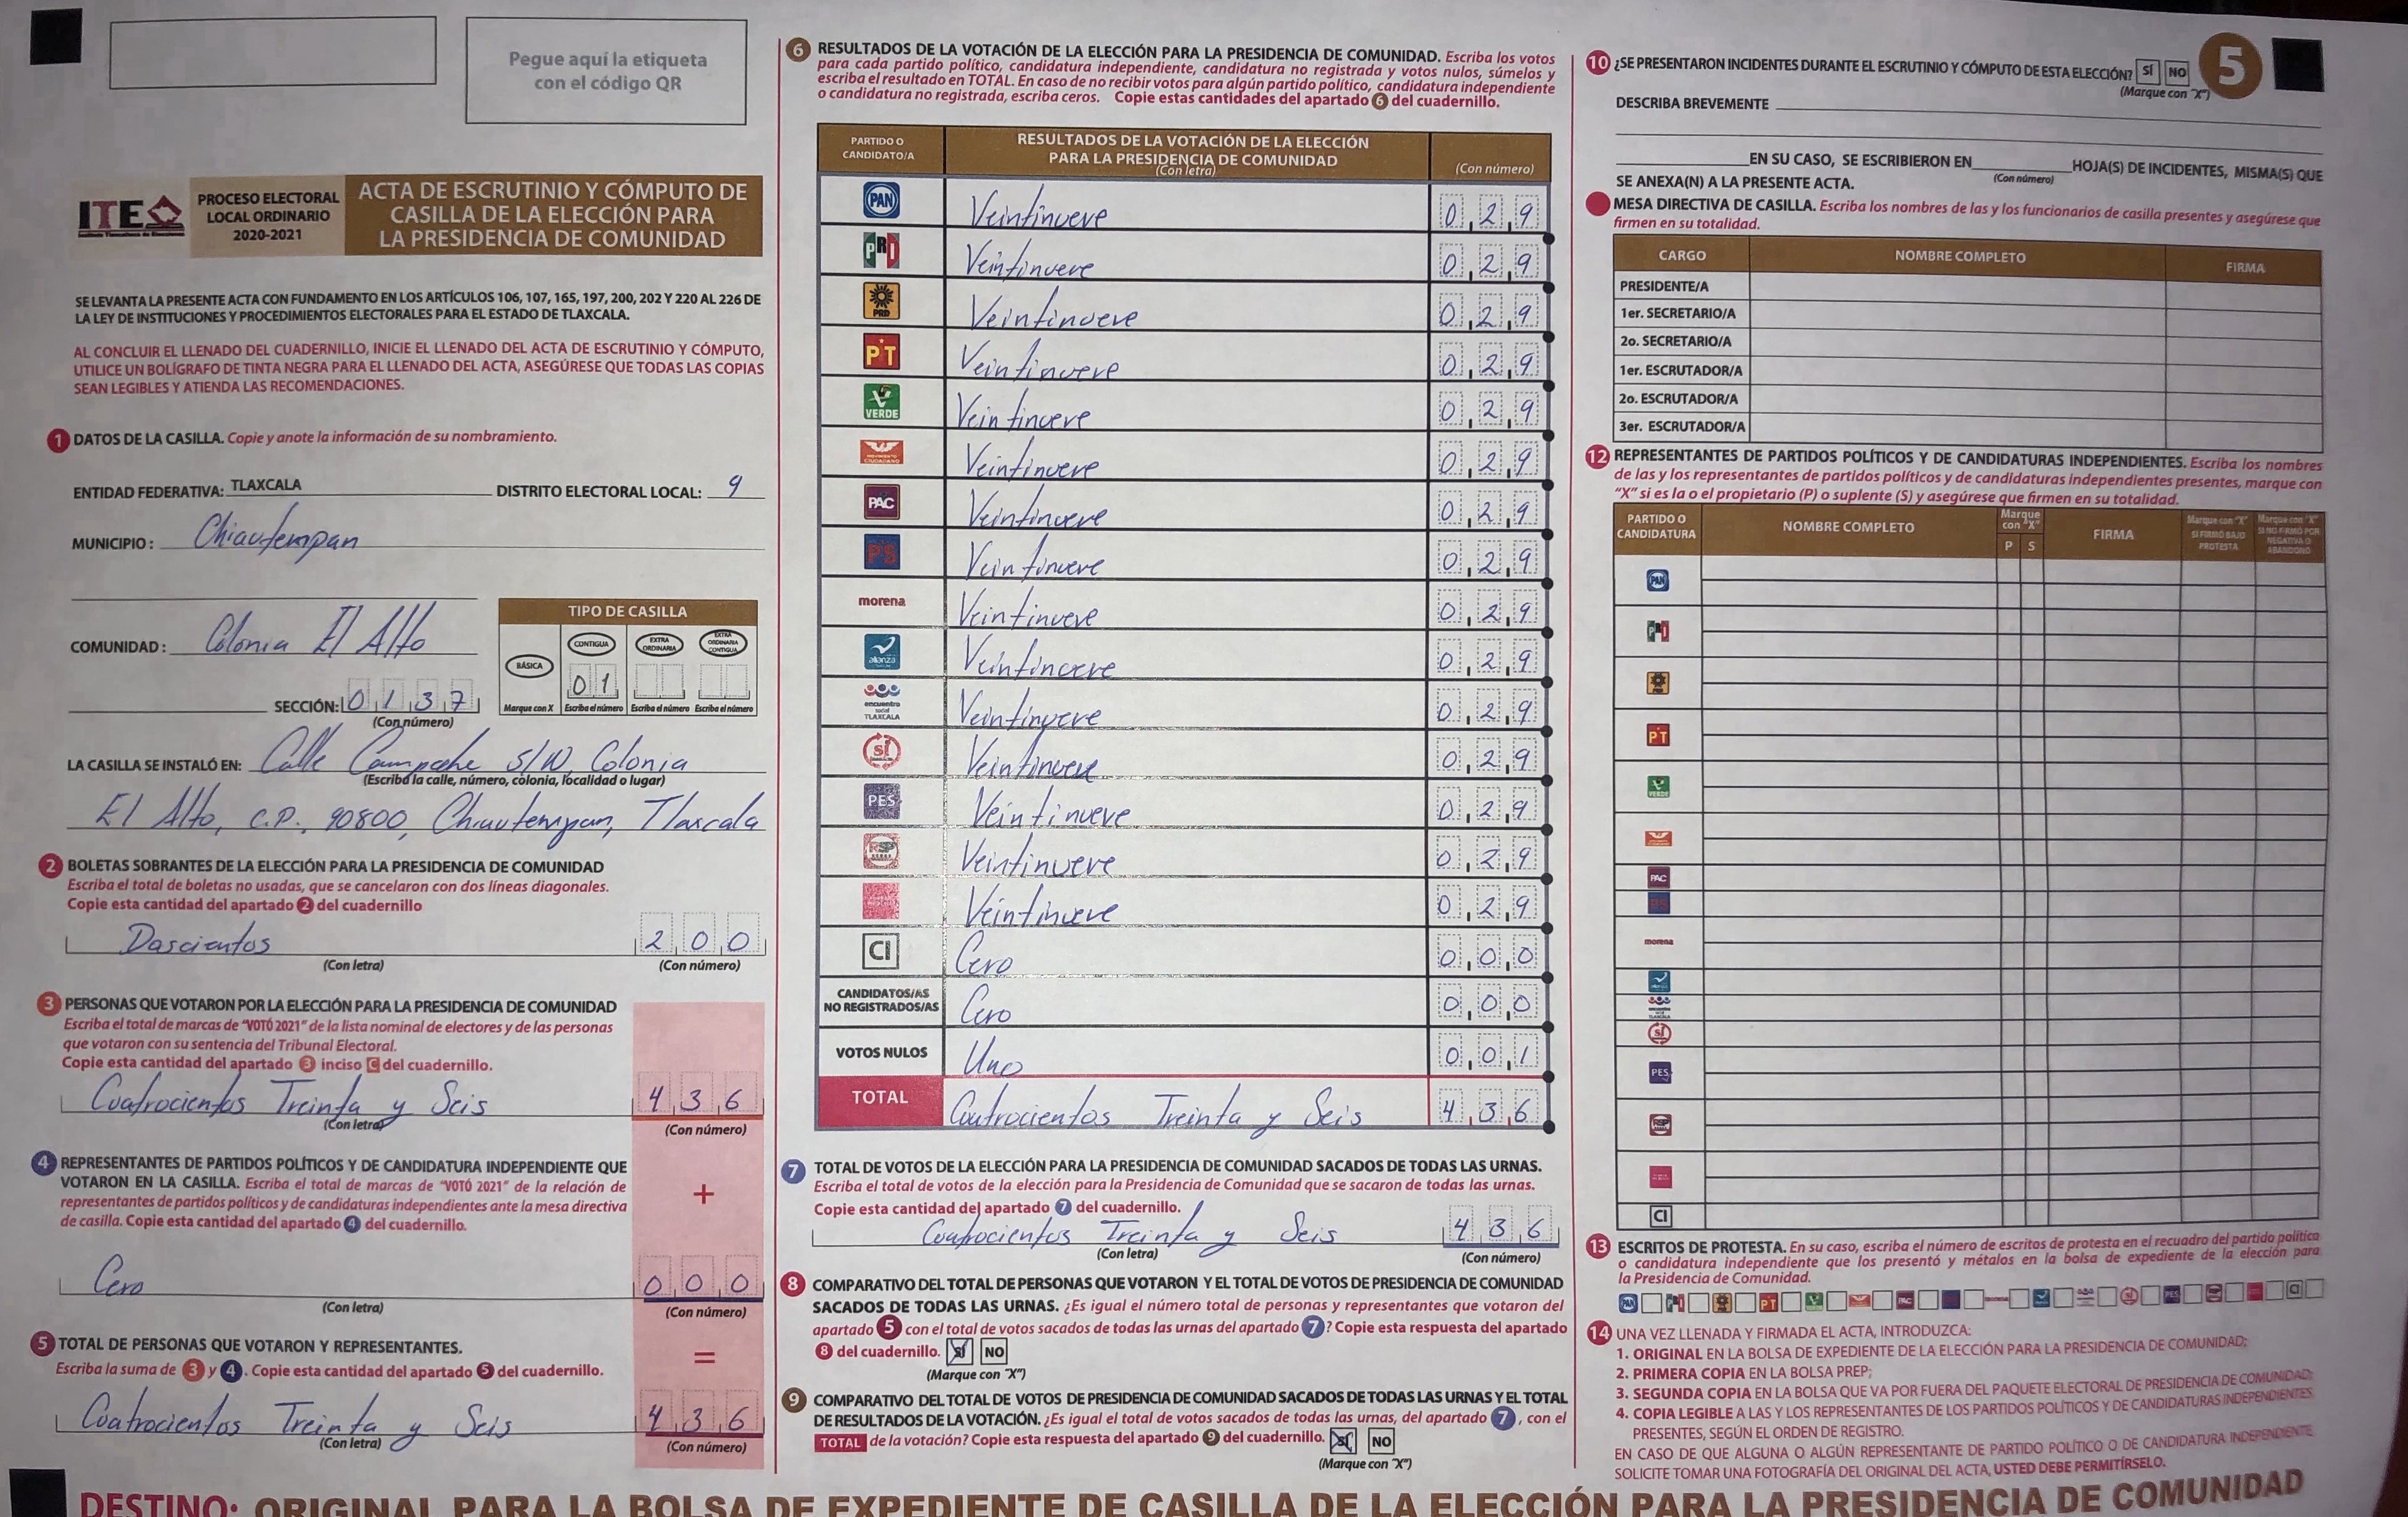 Pegue aquí la etiqueta
con el código QR
ITE
PROCESO ELECTORAL
LOCAL ORDINARIO
2020-2021
ACTA DE ESCRUTINIO Y CÓMPUTO DE
CASILLA DE LA ELECCIÓN PARA
LA PRESIDENCIA DE COMUNIDAD
SE LEVANTA LA PRESENTE ACTA CON FUNDAMENTO EN LOS ARTÍCULOS 106, 107, 165, 197, 200, 202 Y 220 AL 226 DE
LA LEY DE INSTITUCIONES Y PROCEDIMIENTOS ELECTORALES PARA EL ESTADO DE TLAXCALA.
AL CONCLUIR EL LLENADO DEL CUADERNILLO, INICIE EL LLENADO DEL ACTA DE ESCRUTINIO Y CÓMPUTO,
UTILICE UN BOLÍGRAFO DE TINTA NEGRA PARA EL LLENADO DEL ACTA, ASEGÚRESE QUE TODAS LAS COPIAS
SEAN LEGIBLES Y ATIENDA LAS RECOMENDACIONES.
1 DATOS DE LA CASILLA. Copie y anote la información de su nombramiento.
ENTIDAD FEDERATIVA: TLAXCALA DISTRITO ELECTORAL LOCAL: 9
MUNICIPIO: Chiautempan
COMUNIDAD: Colonia El Alto
TIPO DE CASILLA
BÁSICA CONTIGUA EXTRA ORDINARIA EXTRA ORDINARIA CONTIGUA
01
Marque con X Escriba el número Escriba el número Escriba el número
SECCIÓN: 0137
(Con número)
LA CASILLA SE INSTALÓ EN: Calle Campeche S/N, Colonia
(Escriba la calle, número, colonia, localidad o lugar)
El Alto, C.P. 90800, Chiautempan, Tlaxcala
2 BOLETAS SOBRANTES DE LA ELECCIÓN PARA LA PRESIDENCIA DE COMUNIDAD
Escriba el total de boletas no usadas, que se cancelaron con dos líneas diagonales.
Copie esta cantidad del apartado 2 del cuadernillo
Doscientos 200
(Con letra) (Con número)
3 PERSONAS QUE VOTARON POR LA ELECCIÓN PARA LA PRESIDENCIA DE COMUNIDAD
Escriba el total de marcas de "VOTÓ 2021" de la lista nominal de electores y de las personas
que votaron con su sentencia del Tribunal Electoral.
Copie esta cantidad del apartado 3 inciso C del cuadernillo.
Cuatrocientos Treinta y Seis 436
(Con letra) (Con número)
4 REPRESENTANTES DE PARTIDOS POLÍTICOS Y DE CANDIDATURA INDEPENDIENTE QUE
VOTARON EN LA CASILLA. Escriba el total de marcas de "VOTÓ 2021" de la relación de
representantes de partidos políticos y de candidaturas independientes ante la mesa directiva
de casilla. Copie esta cantidad del apartado 4 del cuadernillo.
+
Cero 000
(Con letra) (Con número)
5 TOTAL DE PERSONAS QUE VOTARON Y REPRESENTANTES.
Escriba la suma de 3 y 4. Copie esta cantidad del apartado 5 del cuadernillo.
=
Cuatrocientos Treinta y Seis 436
(Con letra) (Con número)
6 RESULTADOS DE LA VOTACIÓN DE LA ELECCIÓN PARA LA PRESIDENCIA DE COMUNIDAD. Escriba los votos
para cada partido político, candidatura independiente, candidatura no registrada y votos nulos, súmelos y
escriba el resultado en TOTAL. En caso de no recibir votos para algún partido político, candidatura independiente
o candidatura no registrada, escriba ceros. Copie estas cantidades del apartado 6 del cuadernillo.
PARTIDO O CANDIDATO/A
RESULTADOS DE LA VOTACIÓN DE LA ELECCIÓN
PARA LA PRESIDENCIA DE COMUNIDAD
(Con letra) (Con número)
PAN Veintinueve 029
PRI Veintinueve 029
PRD Veintinueve 029
PT Veintinueve 029
VERDE Veintinueve 029
MOVIMIENTO CIUDADANO Veintinueve 029
PAC Veintinueve 029
PS Veintinueve 029
morena Veintinueve 029
alianza Veintinueve 029
encuentro social TLAXCALA Veintinueve 029
sí Veintinueve 029
PES Veintinueve 029
RSP Veintinueve 029
Veintinueve 029
CI Cero 000
CANDIDATOS/AS NO REGISTRADOS/AS Cero 000
VOTOS NULOS Uno 001
TOTAL Cuatrocientos Treinta y Seis 436
7 TOTAL DE VOTOS DE LA ELECCIÓN PARA LA PRESIDENCIA DE COMUNIDAD SACADOS DE TODAS LAS URNAS.
Escriba el total de votos de la elección para la Presidencia de Comunidad que se sacaron de todas las urnas.
Copie esta cantidad del apartado 7 del cuadernillo.
Cuatrocientos Treinta y Seis 436
(Con letra) (Con número)
8 COMPARATIVO DEL TOTAL DE PERSONAS QUE VOTARON Y EL TOTAL DE VOTOS DE PRESIDENCIA DE COMUNIDAD
SACADOS DE TODAS LAS URNAS. ¿Es igual el número total de personas y representantes que votaron del
apartado 5 con el total de votos sacados de todas las urnas del apartado 7? Copie esta respuesta del apartado
8 del cuadernillo. SÍ NO
(Marque con "X")
9 COMPARATIVO DEL TOTAL DE VOTOS DE PRESIDENCIA DE COMUNIDAD SACADOS DE TODAS LAS URNAS Y EL TOTAL
DE RESULTADOS DE LA VOTACIÓN. ¿Es igual el total de votos sacados de todas las urnas, del apartado 7, con el
TOTAL de la votación? Copie esta respuesta del apartado 9 del cuadernillo. SÍ NO
(Marque con "X")
10 ¿SE PRESENTARON INCIDENTES DURANTE EL ESCRUTINIO Y CÓMPUTO DE ESTA ELECCIÓN? SÍ NO
(Marque con "X")
5
DESCRIBA BREVEMENTE
EN SU CASO, SE ESCRIBIERON EN HOJA(S) DE INCIDENTES, MISMA(S) QUE
(Con número)
SE ANEXA(N) A LA PRESENTE ACTA.
MESA DIRECTIVA DE CASILLA. Escriba los nombres de las y los funcionarios de casilla presentes y asegúrese que
firmen en su totalidad.
CARGO NOMBRE COMPLETO FIRMA
PRESIDENTE/A
1er. SECRETARIO/A
2o. SECRETARIO/A
1er. ESCRUTADOR/A
2o. ESCRUTADOR/A
3er. ESCRUTADOR/A
12 REPRESENTANTES DE PARTIDOS POLÍTICOS Y DE CANDIDATURAS INDEPENDIENTES. Escriba los nombres
de las y los representantes de partidos políticos y de candidaturas independientes presentes, marque con
"X" si es la o el propietario (P) o suplente (S) y asegúrese que firmen en su totalidad.
PARTIDO O CANDIDATURA NOMBRE COMPLETO Marque con "X" P S FIRMA Marque con "X" SI FIRMÓ BAJO PROTESTA Marque con "X" SI NO FIRMÓ POR NEGATIVA O ABANDONO
PAN
PRI
PRD
PT
VERDE
PAC
PS
morena
sí
PES
RSP
CI
13 ESCRITOS DE PROTESTA. En su caso, escriba el número de escritos de protesta en el recuadro del partido político
o candidatura independiente que los presentó y métalos en la bolsa de expediente de la elección para
la Presidencia de Comunidad.
14 UNA VEZ LLENADA Y FIRMADA EL ACTA, INTRODUZCA:
1. ORIGINAL EN LA BOLSA DE EXPEDIENTE DE LA ELECCIÓN PARA LA PRESIDENCIA DE COMUNIDAD;
2. PRIMERA COPIA EN LA BOLSA PREP;
3. SEGUNDA COPIA EN LA BOLSA QUE VA POR FUERA DEL PAQUETE ELECTORAL DE PRESIDENCIA DE COMUNIDAD;
4. COPIA LEGIBLE A LAS Y LOS REPRESENTANTES DE LOS PARTIDOS POLÍTICOS Y DE CANDIDATURAS INDEPENDIENTES
PRESENTES, SEGÚN EL ORDEN DE REGISTRO.
EN CASO DE QUE ALGUNA O ALGÚN REPRESENTANTE DE PARTIDO POLÍTICO O DE CANDIDATURA INDEPENDIENTE
SOLICITE TOMAR UNA FOTOGRAFÍA DEL ORIGINAL DEL ACTA, USTED DEBE PERMITÍRSELO.
DESTINO: ORIGINAL PARA LA BOLSA DE EXPEDIENTE DE CASILLA DE LA ELECCIÓN PARA LA PRESIDENCIA DE COMUNIDAD